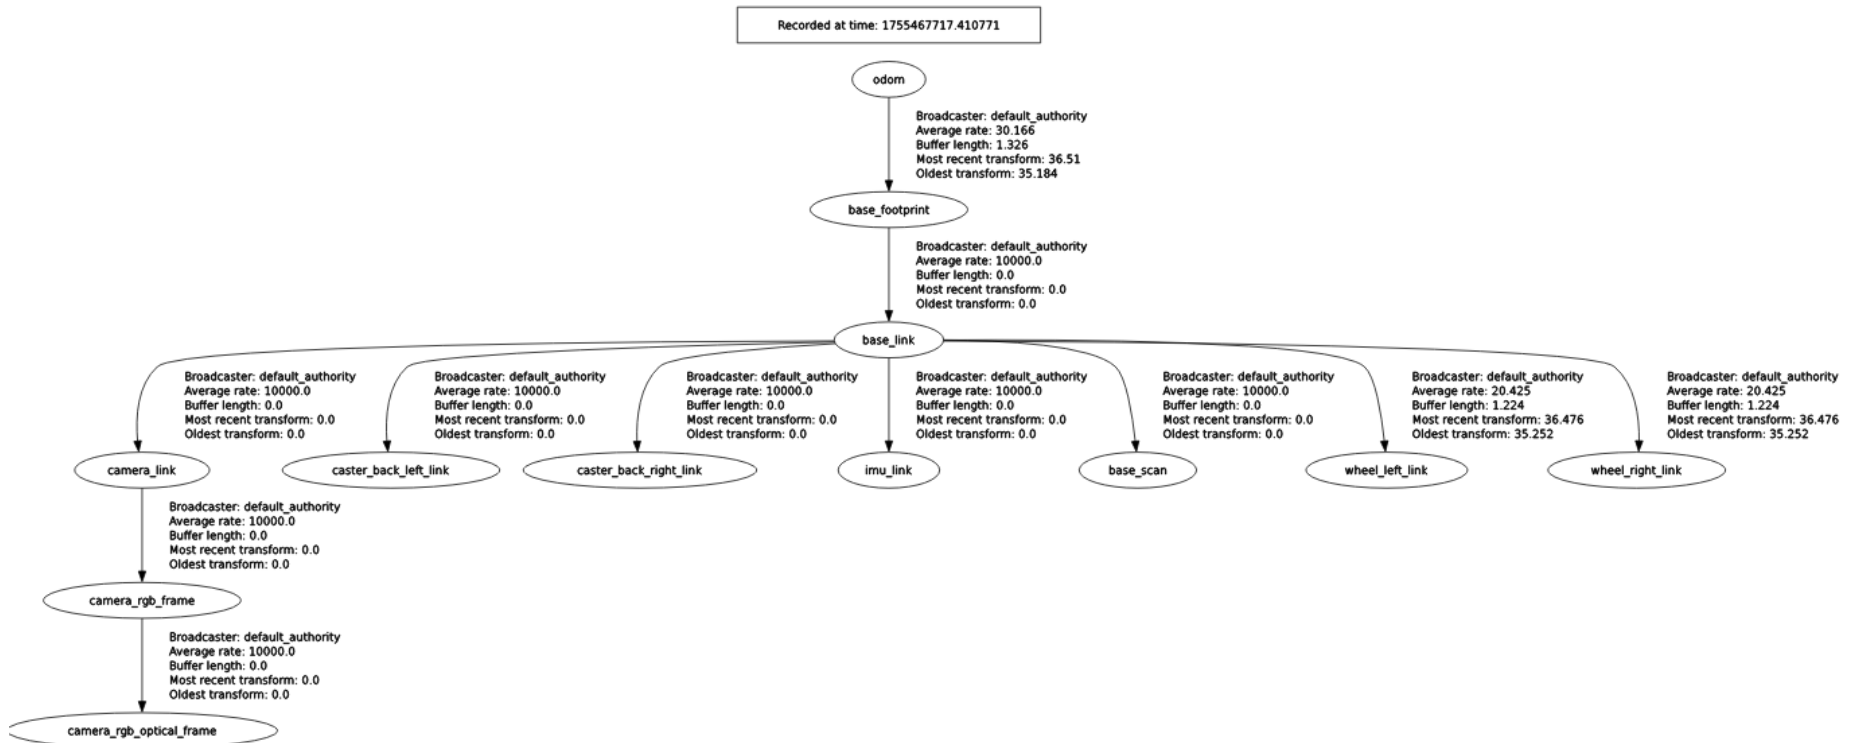 Recorded at time: 1755467717.410771
odom
Broadcaster: default_authority
Average rate: 30.166
Buffer length: 1.326
Most recent transform: 36.51
Oldest transform: 35.184
base_footprint
Broadcaster: default_authority
Average rate: 10000.0
Buffer length: 0.0
Most recent transform: 0.0
Oldest transform: 0.0
base_link
Broadcaster: default_authority
Average rate: 10000.0
Buffer length: 0.0
Most recent transform: 0.0
Oldest transform: 0.0
Broadcaster: default_authority
Average rate: 10000.0
Buffer length: 0.0
Most recent transform: 0.0
Oldest transform: 0.0
Broadcaster: default_authority
Average rate: 10000.0
Buffer length: 0.0
Most recent transform: 0.0
Oldest transform: 0.0
Broadcaster: default_authority
Average rate: 10000.0
Buffer length: 0.0
Most recent transform: 0.0
Oldest transform: 0.0
Broadcaster: default_authority
Average rate: 10000.0
Buffer length: 0.0
Most recent transform: 0.0
Oldest transform: 0.0
Broadcaster: default_authority
Average rate: 20.425
Buffer length: 1.224
Most recent transform: 36.476
Oldest transform: 35.252
Broadcaster: default_authority
Average rate: 20.425
Buffer length: 1.224
Most recent transform: 36.476
Oldest transform: 35.252
camera_link
caster_back_left_link
caster_back_right_link
imu_link
base_scan
wheel_left_link
wheel_right_link
Broadcaster: default_authority
Average rate: 10000.0
Buffer length: 0.0
Most recent transform: 0.0
Oldest transform: 0.0
camera_rgb_frame
Broadcaster: default_authority
Average rate: 10000.0
Buffer length: 0.0
Most recent transform: 0.0
Oldest transform: 0.0
camera_rgb_optical_frame